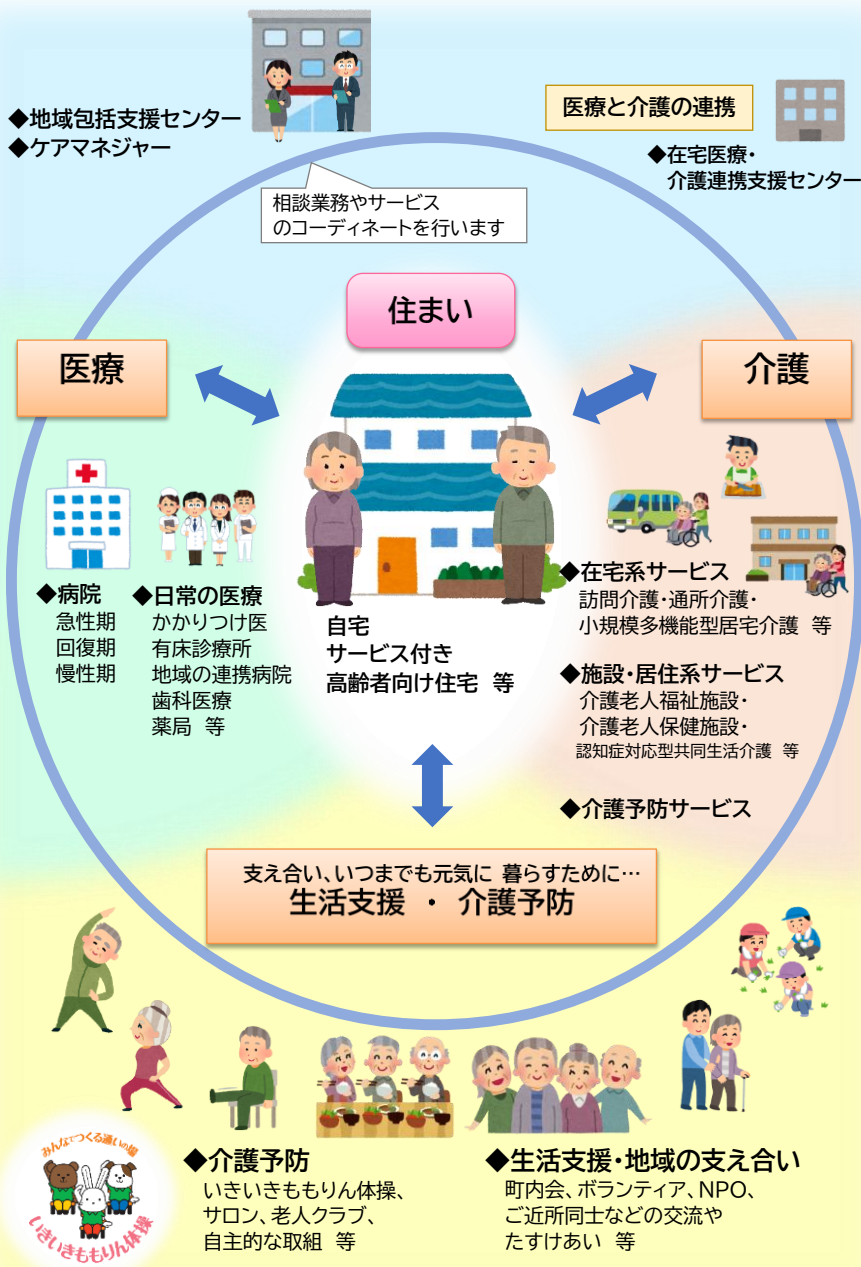 ◆地域包括支援センター
◆ケアマネジャー
医療と介護の連携
◆在宅医療・
介護連携支援センター
相談業務やサービス
のコーディネートを行います
住まい
医療
介護
◆病院
急性期
回復期
慢性期
◆日常の医療
かかりつけ医
有床診療所
地域の連携病院
歯科医療
薬局 等
自宅
サービス付き
高齢者向け住宅 等
◆在宅系サービス
訪問介護・通所介護・
小規模多機能型居宅介護 等
◆施設・居住系サービス
介護老人福祉施設・
介護老人保健施設・
認知症対応型共同生活介護 等
◆介護予防サービス
支え合い、いつまでも元気に 暮らすために…
生活支援 ・ 介護予防
みんなでつくる通いの場
いきいきももりん体操
◆介護予防
いきいきももりん体操、
サロン、老人クラブ、
自主的な取組 等
◆生活支援・地域の支え合い
町内会、ボランティア、NPO、
ご近所同士などの交流や
たすけあい 等